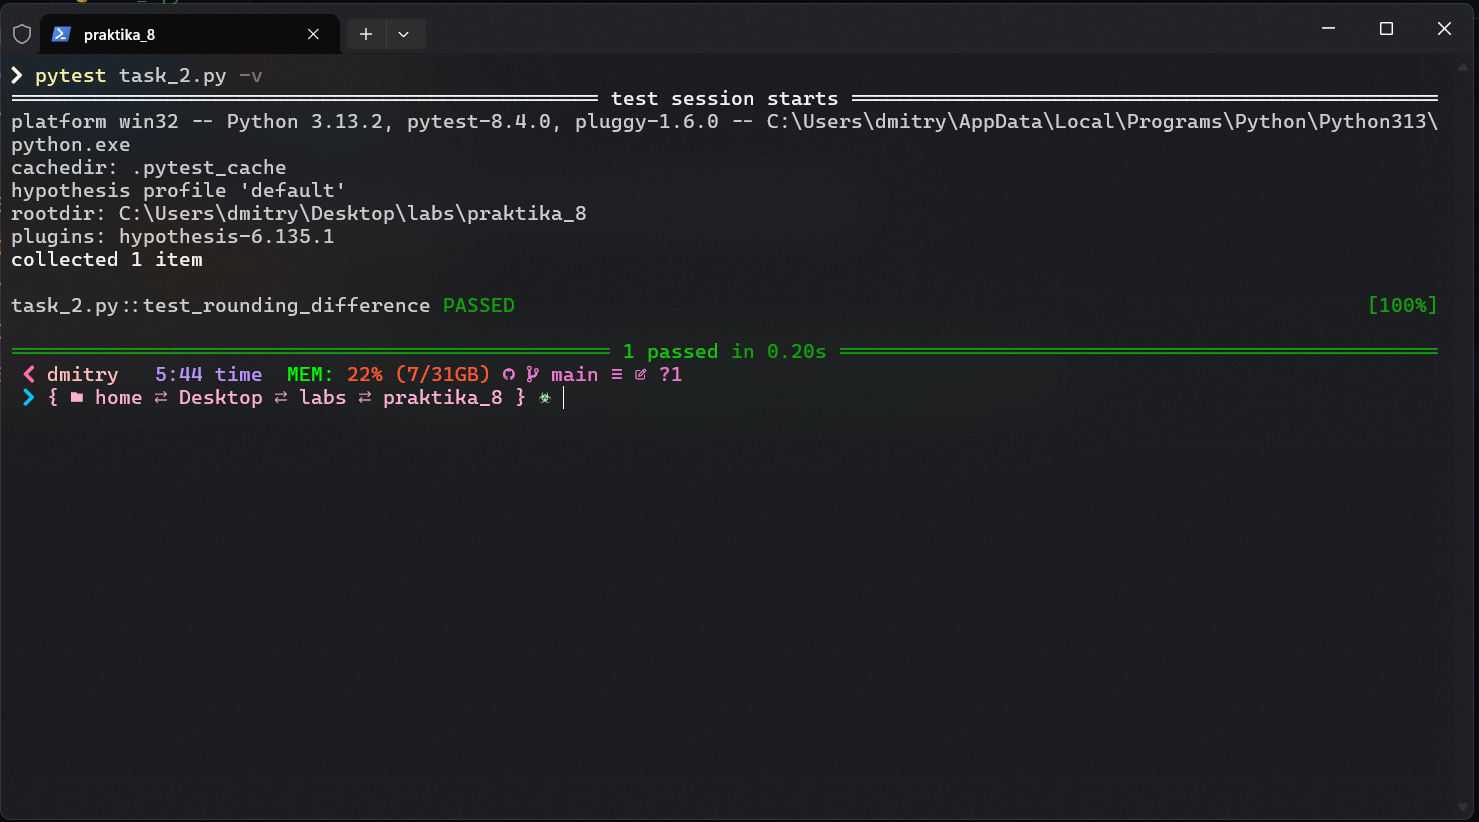 praktika_8
❯ pytest task_2.py -v
test session starts
platform win32 -- Python 3.13.2, pytest-8.4.0, pluggy-1.6.0 -- C:\Users\dmitry\AppData\Local\Programs\Python\Python313\
python.exe
cachedir: .pytest_cache
hypothesis profile 'default'
rootdir: C:\Users\dmitry\Desktop\labs\praktika_8
plugins: hypothesis-6.135.1
collected 1 item
task_2.py::test_rounding_difference PASSED [100%]
1 passed in 0.20s
❮ dmitry 5:44 time MEM: 22% (7/31GB) main ≡ ?1
❯ { home ⇄ Desktop ⇄ labs ⇄ praktika_8 } ☣